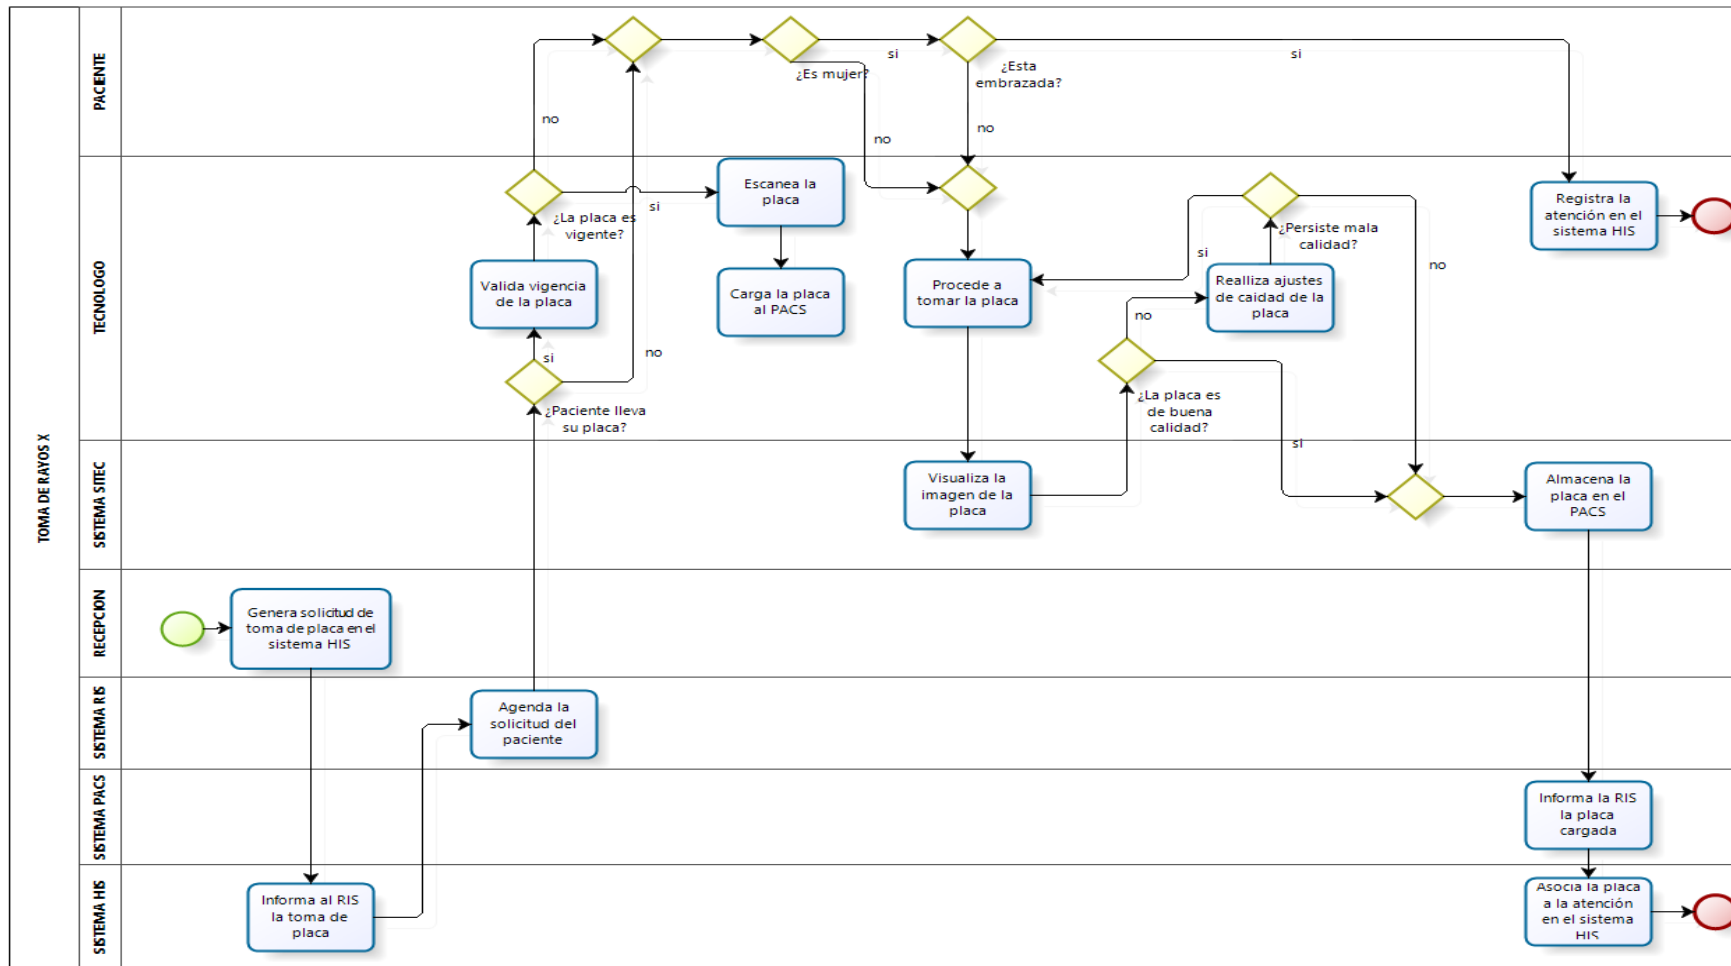 TOMA DE RAYOS X
PACIENTE
¿Es mujer?
si
¿Esta
embrazada?
si
no
no
no
TECNOLOGO
¿La placa es
vigente?
si
Escanea la
placa
Carga la placa
al PACS
Valida vigencia
de la placa
si
no
¿Paciente lleva
su placa?
Procede a
tomar la placa
¿Persiste mala
calidad?
si
no
Realliza ajustes
de caidad de la
placa
no
¿La placa es
de buena
calidad?
si
Registra la
atención en el
sistema HIS
SISTEMA SITEC
Visualiza la
imagen de la
placa
Almacena la
placa en el
PACS
RECEPCION
Genera solicitud de
toma de placa en el
sistema HIS
SISTEMA RIS
Agenda la
solicitud del
paciente
SISTEMA PACS
Informa la RIS
la placa
cargada
SISTEMA HIS
Informa al RIS
la toma de
placa
Asocia la placa
a la atención
en el sistema
HIS